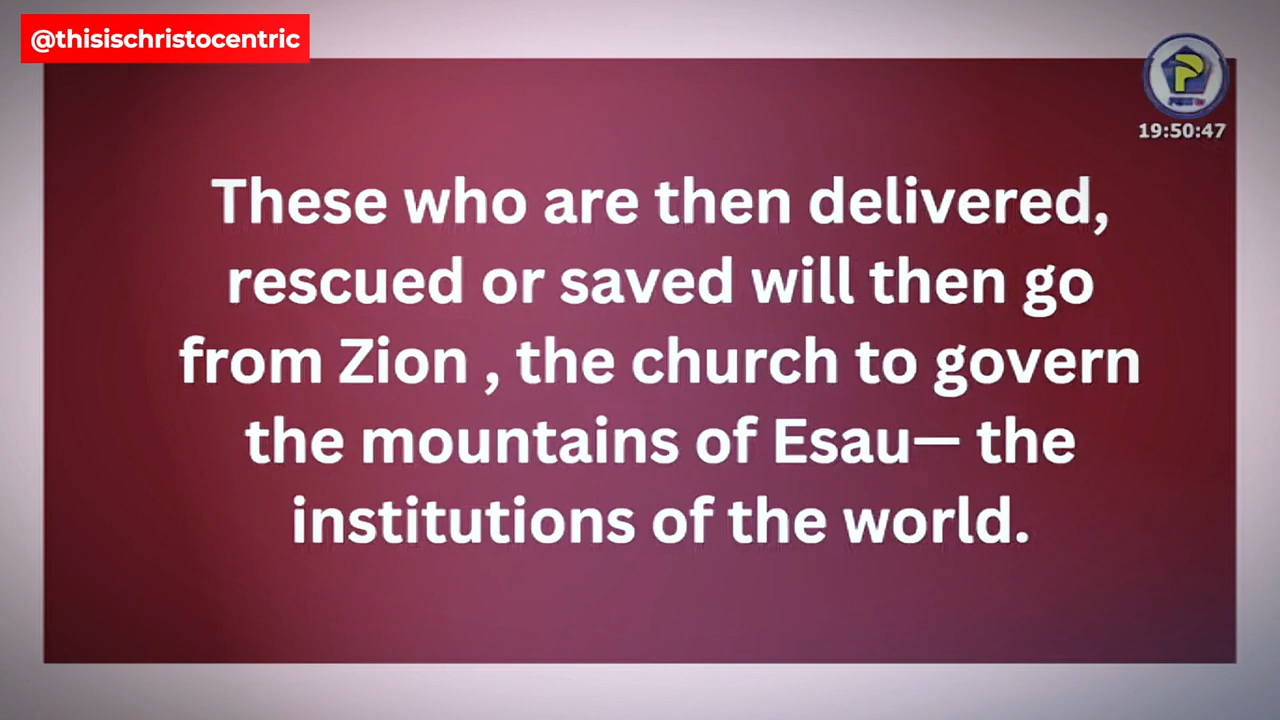 @thisischristocentric
19:50:47
These who are then delivered,
rescued or saved will then go
from Zion , the church to govern
the mountains of Esau— the
institutions of the world.